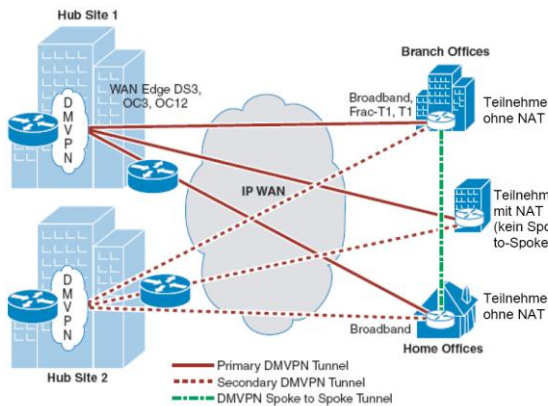 Hub Site 1
WAN Edge DS3,
OC3, OC12
DMVPN
Branch Offices
Broadband,
Frac-T1, T1
Teilnehmer
ohne NAT
IP WAN
mit NAT
(kein
DMVPN
Hub Site 2
Broadband
Home Offices
ohne NAT
Primary DMVPN Tunnel
Secondary DMVPN Tunnel
DMVPN Spoke to Spoke Tunnel